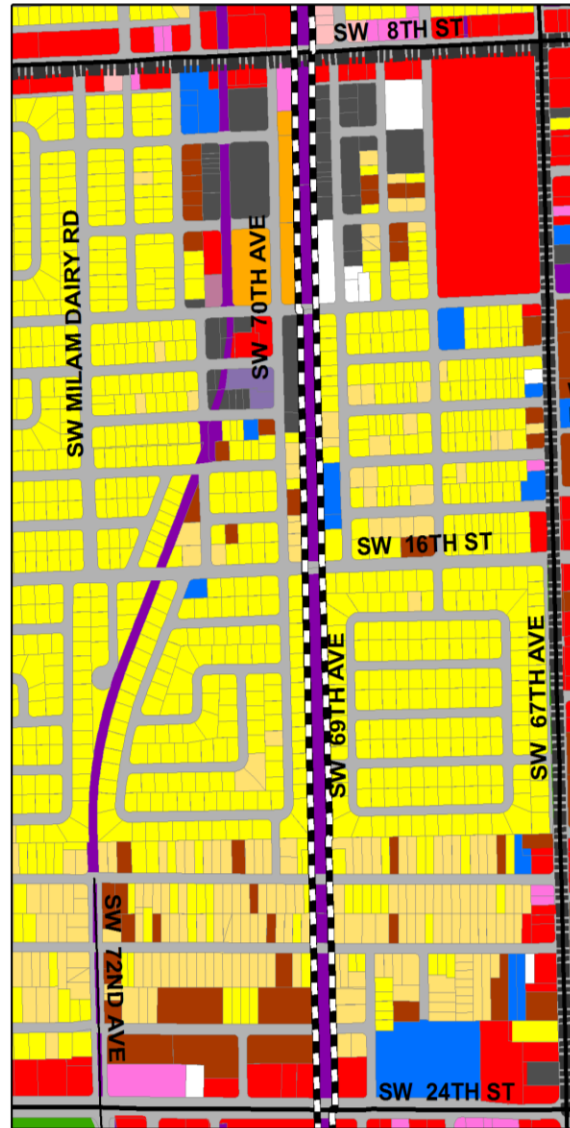 SW 8TH ST
SW MILAM DAIRY RD
SW 70TH AVE
SW 16TH ST
SW 69TH AVE
SW 67TH AVE
SW 72ND AVE
SW 24TH ST